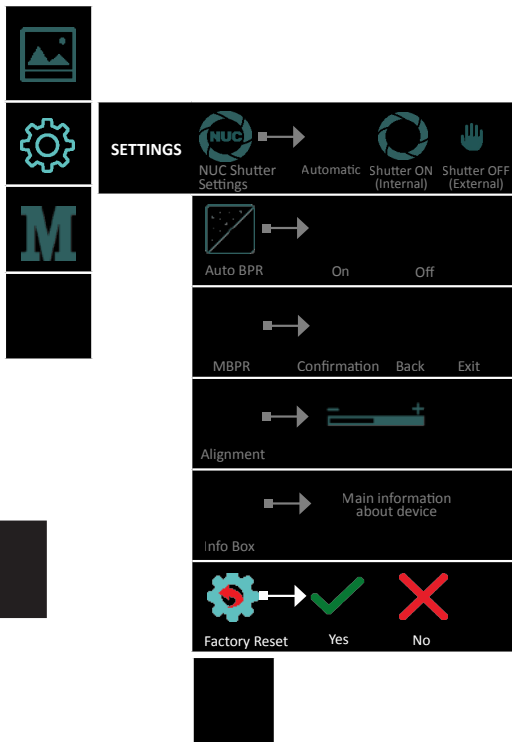 SETTINGS
NUC
NUC Shutter
Settings
Automatic
Shutter ON
(Internal)
Shutter OFF
(External)
M
Auto BPR
On
Off
MBPR
Confirmation
Back
Exit
- +
Alignment
Main information
about device
Info Box
Factory Reset
Yes
No